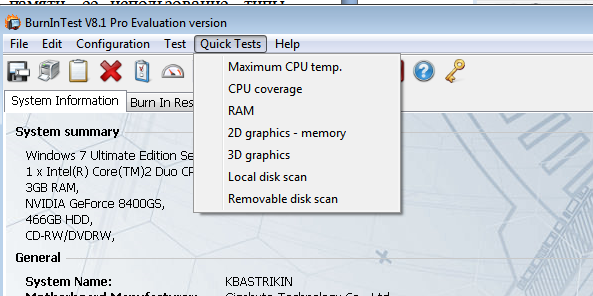 BurnInTest V8.1 Pro Evaluation version
File Edit Configuration Test Quick Tests Help
Maximum CPU temp.
CPU coverage
RAM
2D graphics - memory
3D graphics
Local disk scan
Removable disk scan
System Information Burn In Res
System summary
Windows 7 Ultimate Edition Se
1 x Intel(R) Core(TM)2 Duo CP
3GB RAM,
NVIDIA GeForce 8400GS,
466GB HDD,
CD-RW/DVDRW,
General
System Name: KBASTRIKIN